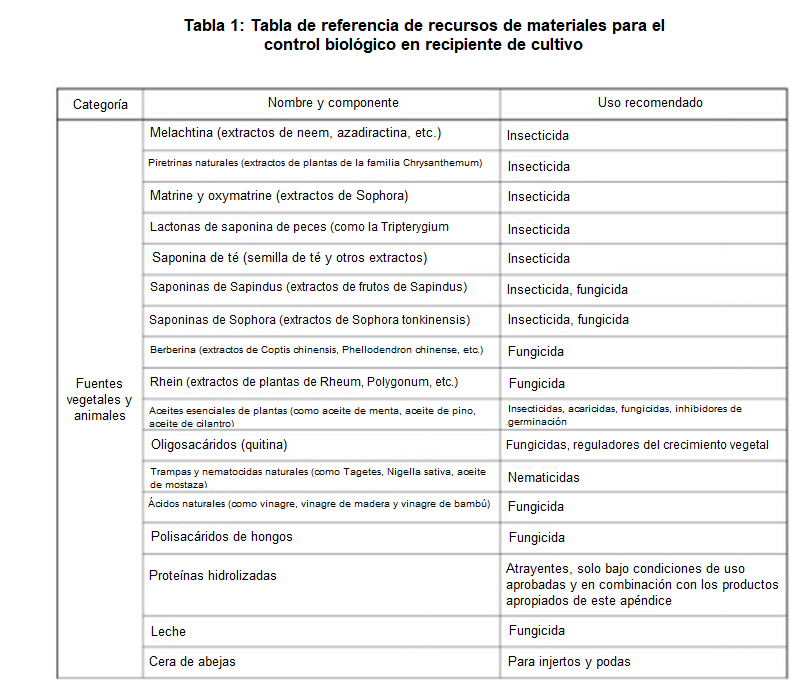 Tabla 1: Tabla de referencia de recursos de materiales para el
control biológico en recipiente de cultivo
Categoría
Nombre y componente
Uso recomendado
Fuentes
vegetales y
animales
Melachtina (extractos de neem, azadiractina, etc.)
Insecticida
Piretrinas naturales (extractos de plantas de la familia Chrysanthemum)
Insecticida
Matrine y oxymatrine (extractos de Sophora)
Insecticida
Lactonas de saponina de peces (como la Tripterygium
Insecticida
Saponina de té (semilla de té y otros extractos)
Insecticida
Saponinas de Sapindus (extractos de frutos de Sapindus)
Insecticida, fungicida
Saponinas de Sophora (extractos de Sophora tonkinensis)
Insecticida, fungicida
Berberina (extractos de Coptis chinensis, Phellodendron chinense, etc.)
Fungicida
Rhein (extractos de plantas de Rheum, Polygonum, etc.)
Fungicida
Aceites esenciales de plantas (como aceite de menta, aceite de pino,
aceite de cilantro)
Insecticidas, acaricidas, fungicidas, inhibidores de
germinación
Oligosacáridos (quitina)
Fungicidas, reguladores del crecimiento vegetal
Trampas y nematocidas naturales (como Tagetes, Nigella sativa, aceite
de mostaza)
Nematicidas
Ácidos naturales (como vinagre, vinagre de madera y vinagre de bambú)
Fungicida
Polisacáridos de hongos
Fungicida
Proteínas hidrolizadas
Atrayentes, solo bajo condiciones de uso
aprobadas y en combinación con los productos
apropiados de este apéndice
Leche
Fungicida
Cera de abejas
Para injertos y podas